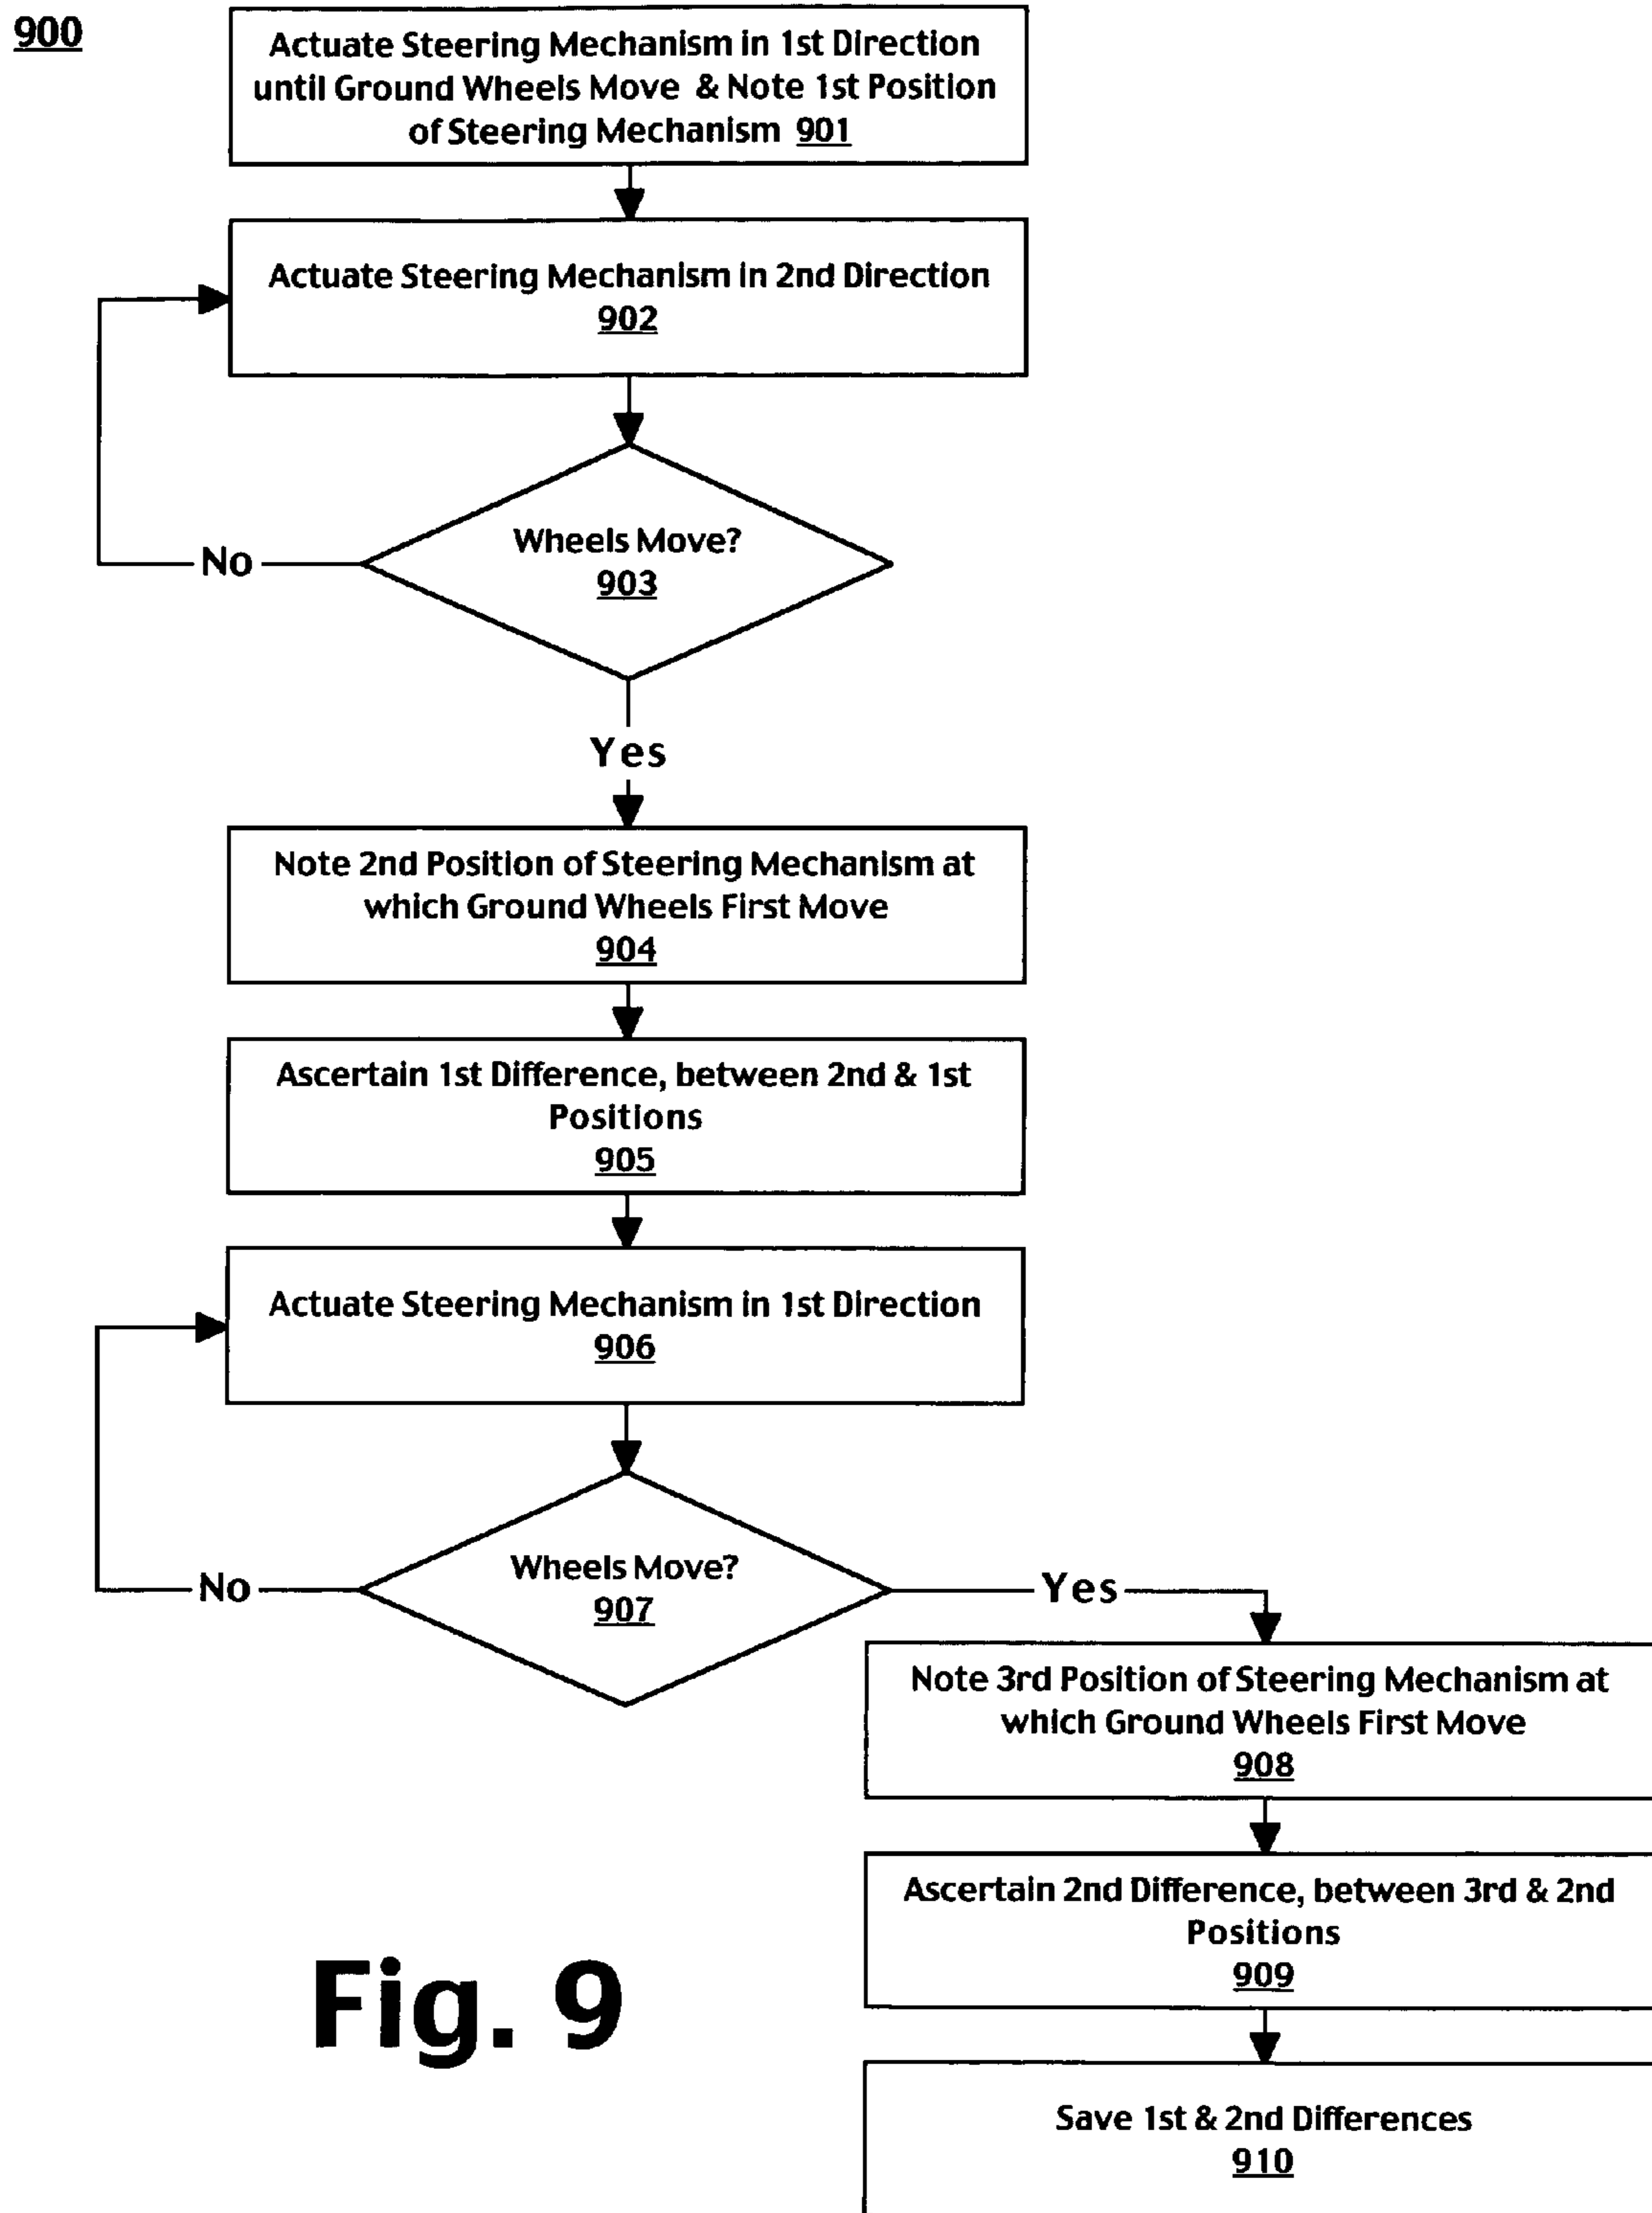 900
Actuate Steering Mechanism in 1st Direction
until Ground Wheels Move & Note 1st Position
of Steering Mechanism 901
Actuate Steering Mechanism in 2nd Direction
902
Wheels Move?
903
No
Yes
Note 2nd Position of Steering Mechanism at
which Ground Wheels First Move
904
Ascertain 1st Difference, between 2nd & 1st
Positions
905
Actuate Steering Mechanism in 1st Direction
906
Wheels Move?
907
No
Yes
Note 3rd Position of Steering Mechanism at
which Ground Wheels First Move
908
Ascertain 2nd Difference, between 3rd & 2nd
Positions
909
Save 1st & 2nd Differences
910
Fig. 9